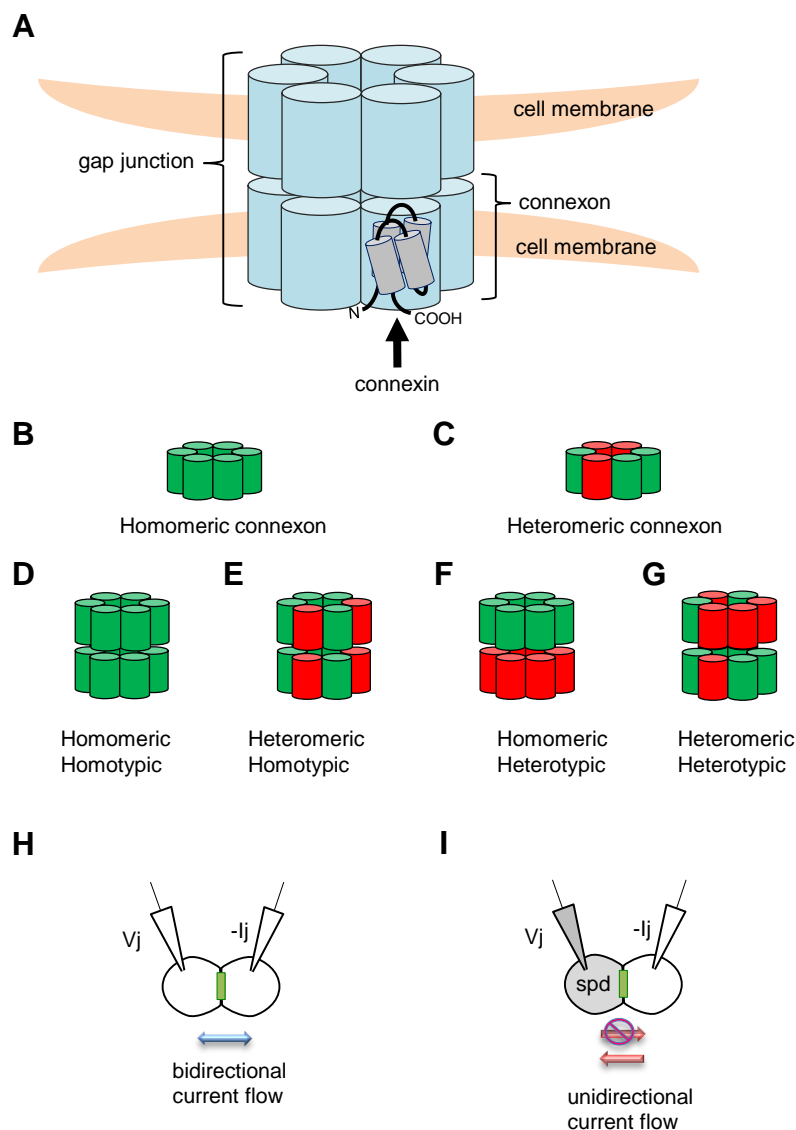 A
cell membrane
gap junction
connexon
cell membrane
N
COOH
connexin
B
C
Homomeric connexon
Heteromeric connexon
D
E
F
G
Homomeric
Homotypic
Heteromeric
Homotypic
Homomeric
Heterotypic
Heteromeric
Heterotypic
H
I
Vj
-Ij
Vj
-Ij
spd
bidirectional
current flow
unidirectional
current flow